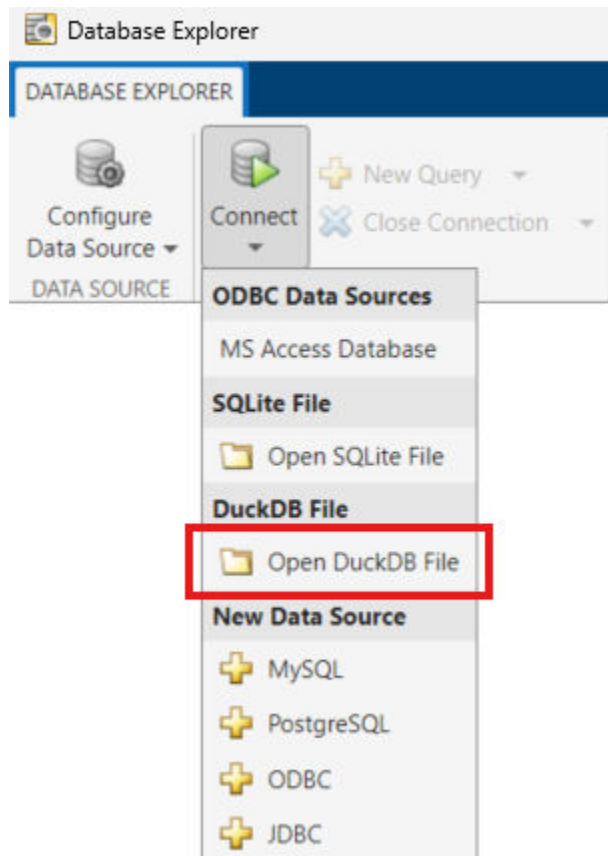 Database Explorer
DATABASE EXPLORER
Configure
Data Source
DATA SOURCE
Connect
New Query
Close Connection
ODBC Data Sources
MS Access Database
SQLite File
Open SQLite File
DuckDB File
Open DuckDB File
New Data Source
MySQL
PostgreSQL
ODBC
JDBC